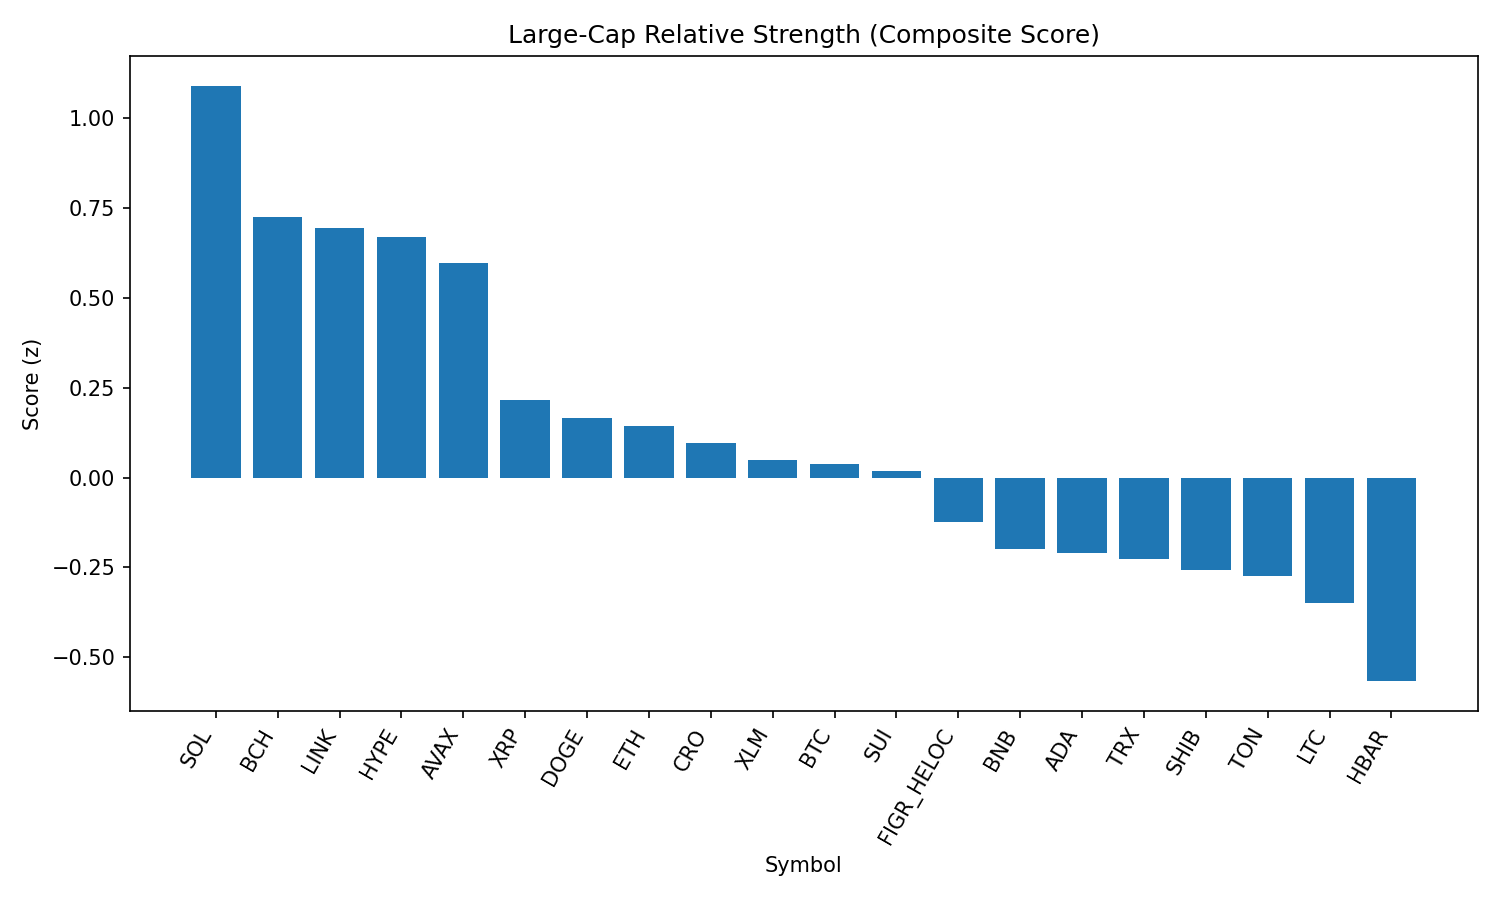 Large-Cap Relative Strength (Composite Score)
Score (z)
1.00
0.75
0.50
0.25
0.00
−0.25
−0.50
SOL
BCH
LINK
HYPE
AVAX
XRP
DOGE
ETH
CRO
XLM
BTC
SUI
FIGR_HELOC
BNB
ADA
TRX
SHIB
TON
LTC
HBAR
Symbol